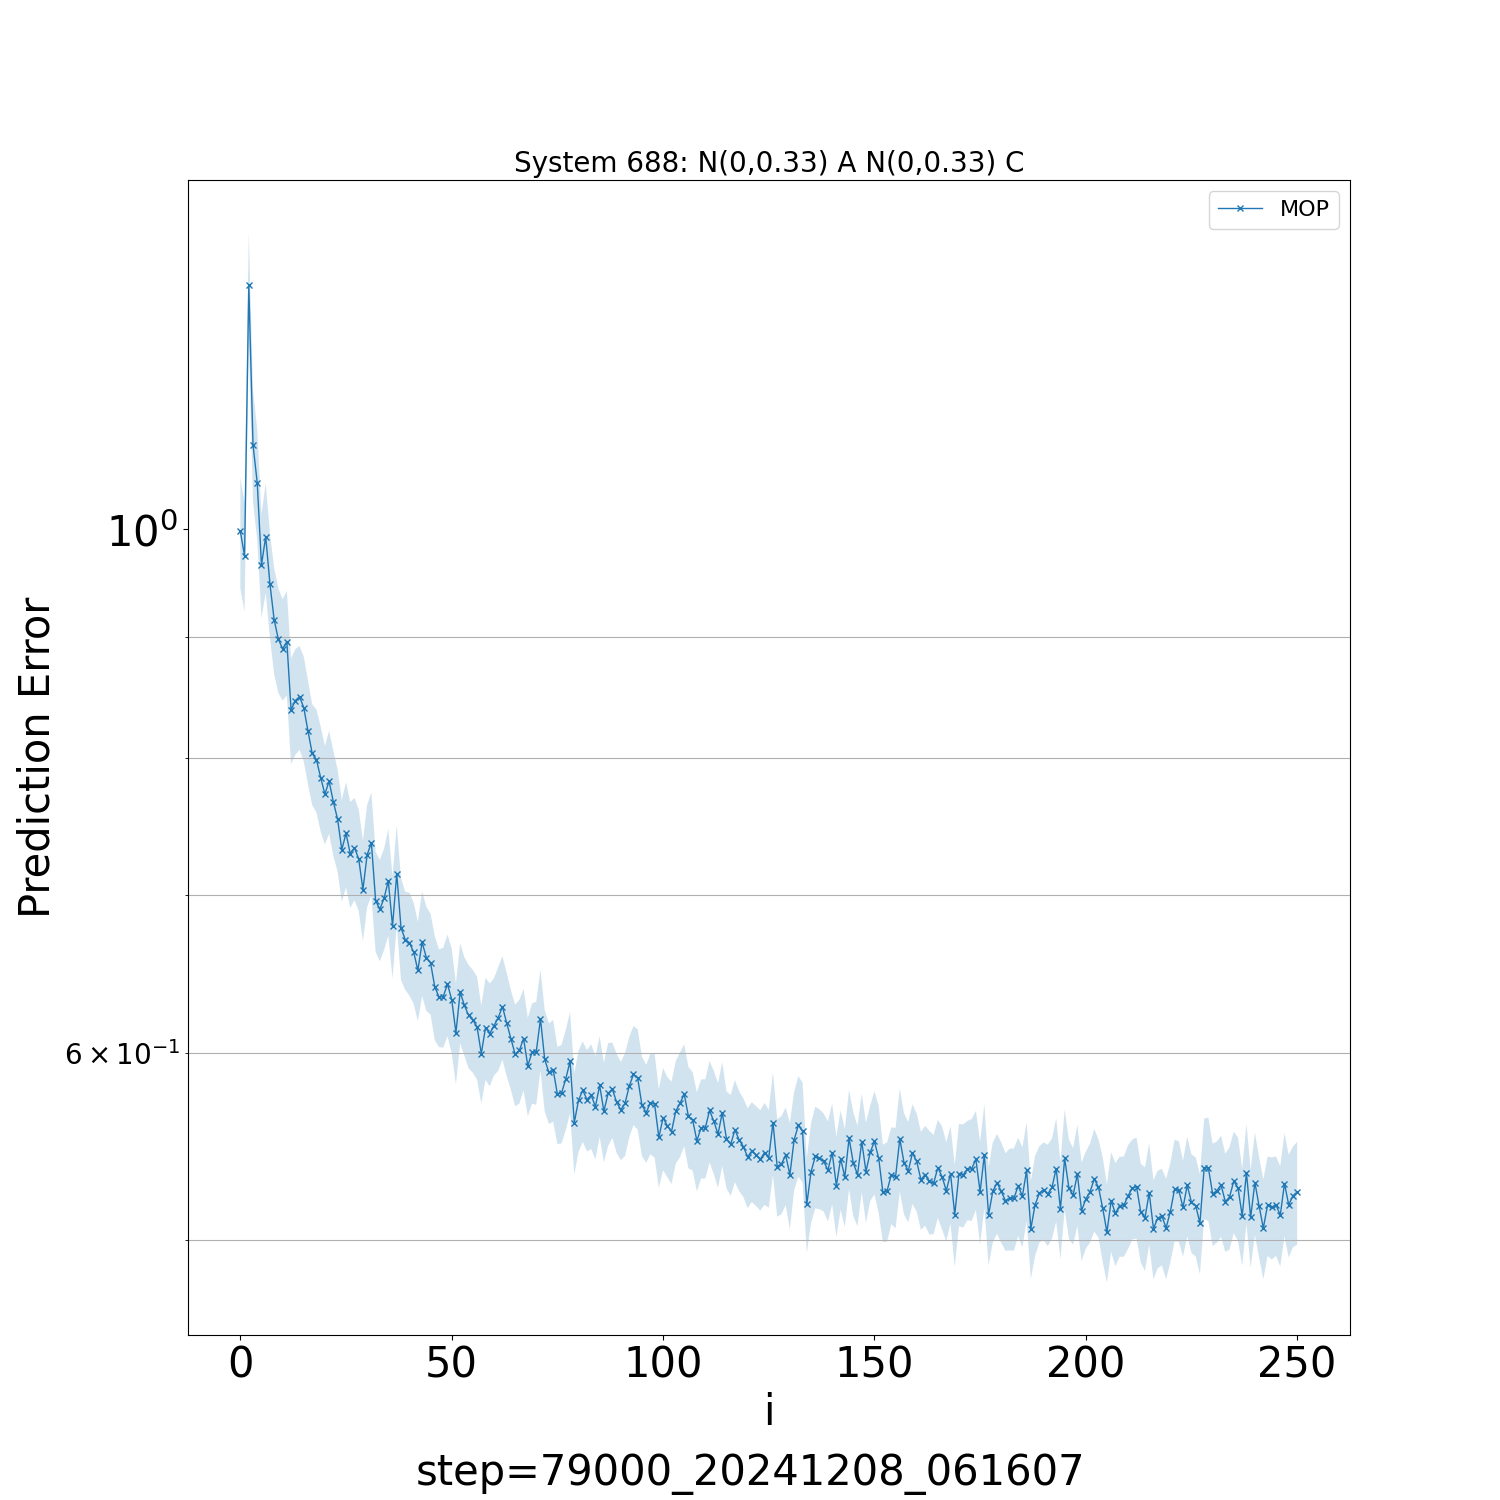 System 688: N(0,0.33) A N(0,0.33) C
MOP
10⁰
6 × 10⁻¹
Prediction Error
0 50 100 150 200 250
i
step=79000_20241208_061607